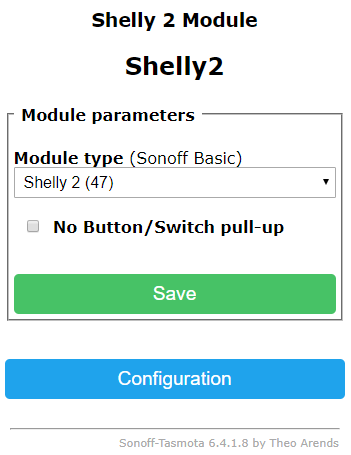 Shelly 2 Module
Shelly2
Module parameters
Module type (Sonoff Basic)
Shelly 2 (47)
No Button/Switch pull-up
Save
Configuration
Sonoff-Tasmota 6.4.1.8 by Theo Arends